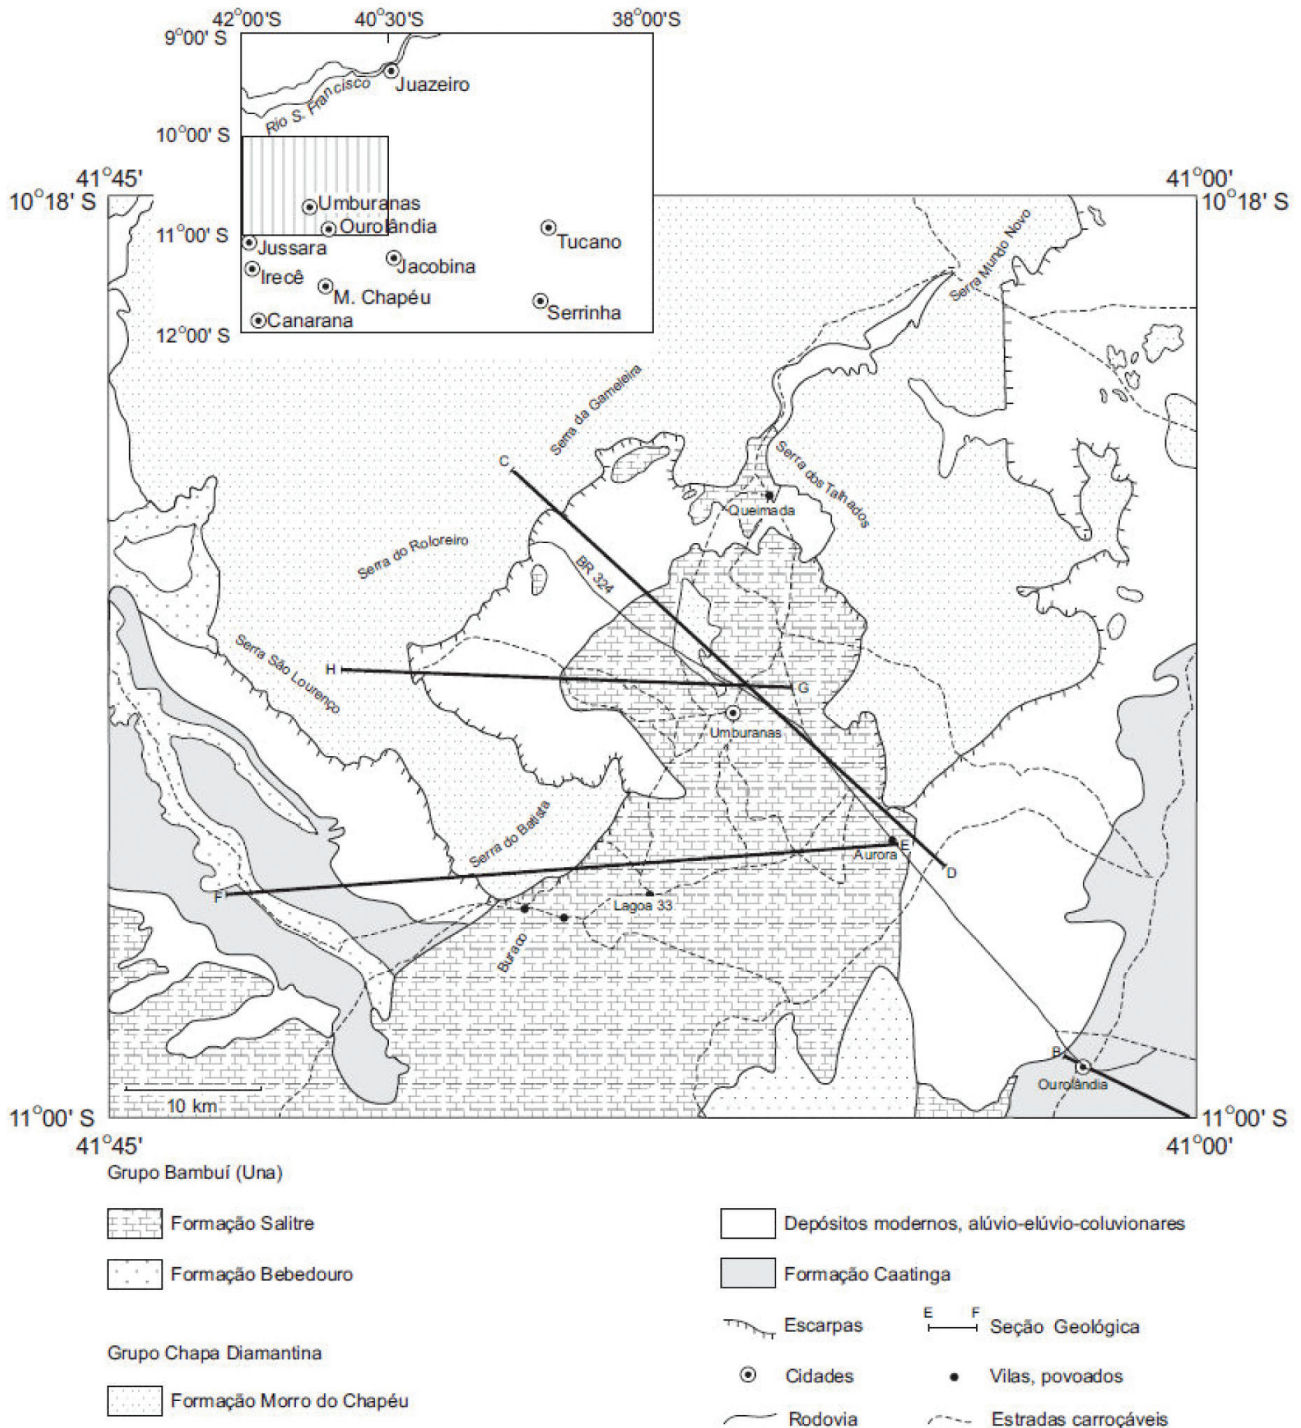 42°00'S 40°30'S 38°00'S
9°00' S
Juazeiro
Rio S. Francisco
10°00' S
Umburanas
Ourolândia
11°00' S
Jussara
Tucano
Irecê
Jacobina
M. Chapéu
Serrinha
Canarana
12°00' S
41°45' 41°00'
10°18' S 10°18' S
Serra Mundo Novo
Serra da Gameleira
C
Serra dos Talhados
Queimada
Serra do Roloreiro
BR 324
Serra São Lourenço
H
G
Umburanas
Serra do Batista
E
Aurora
D
F
Lagoa 33
Buraco
B
Ourolândia
10 km
11°00' S 11°00' S
41°45' 41°00'
Grupo Bambuí (Una)
Formação Salitre
Formação Bebedouro
Grupo Chapa Diamantina
Formação Morro do Chapéu
Depósitos modernos, alúvio-elúvio-coluvionares
Formação Caatinga
Escarpas
E F
Seção Geológica
Cidades
Vilas, povoados
Rodovia
Estradas carroçáveis